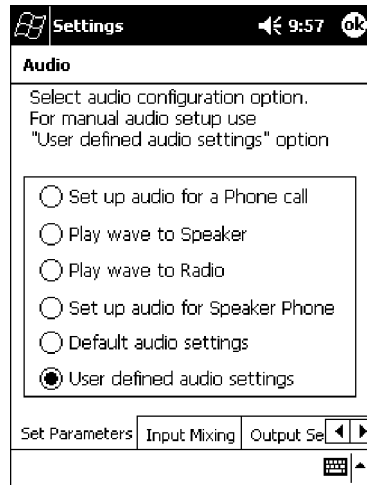 Settings 9:57 ok
Audio
Select audio configuration option.
For manual audio setup use
"User defined audio settings" option
Set up audio for a Phone call
Play wave to Speaker
Play wave to Radio
Set up audio for Speaker Phone
Default audio settings
User defined audio settings
Set Parameters Input Mixing Output Se